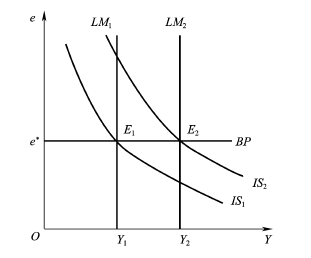 e
LM₁ LM₂
E₁ E₂
e* BP
IS₂
IS₁
O Y₁ Y₂ Y